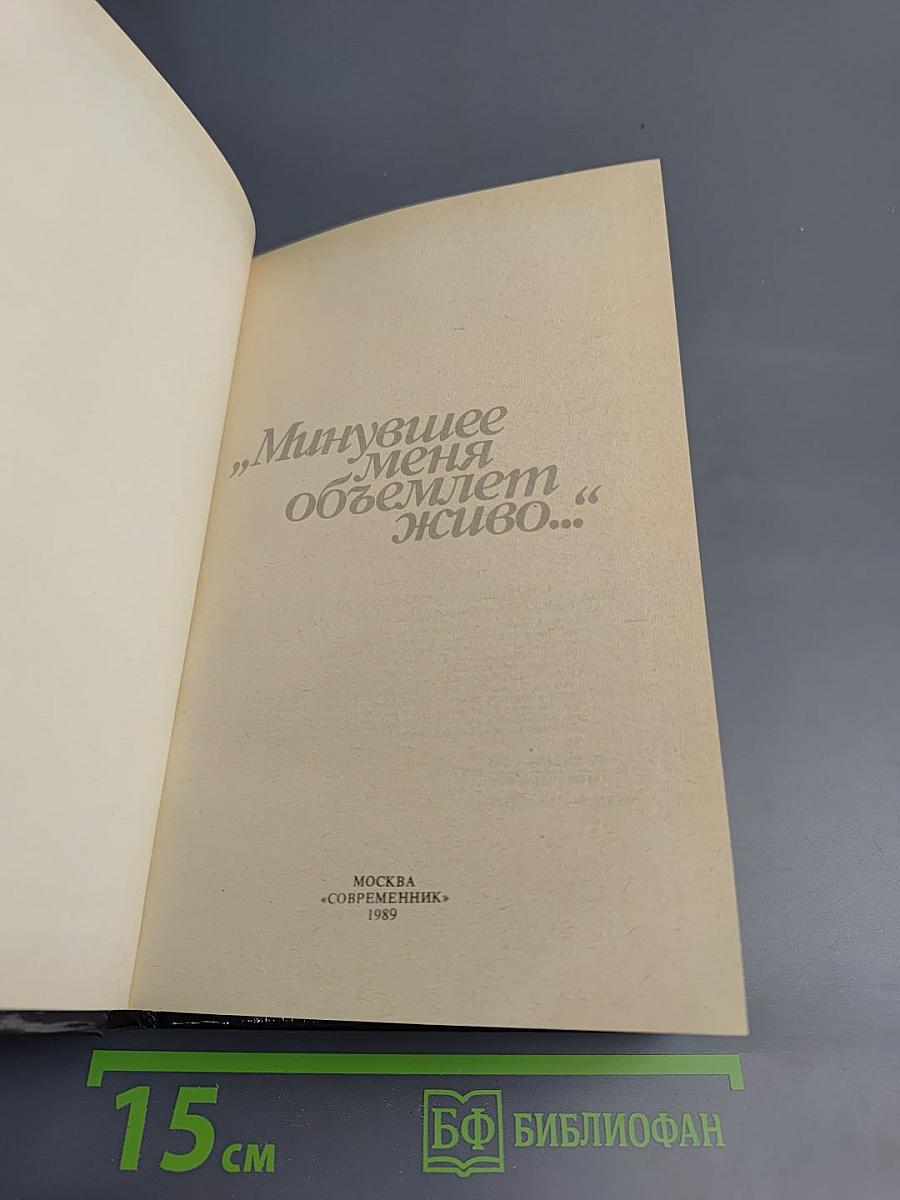 „Минувшее
меня
объемлет
живо...“
МОСКВА
«СОВРЕМЕННИК»
1989
15 см
БФ БИБЛИОФАН